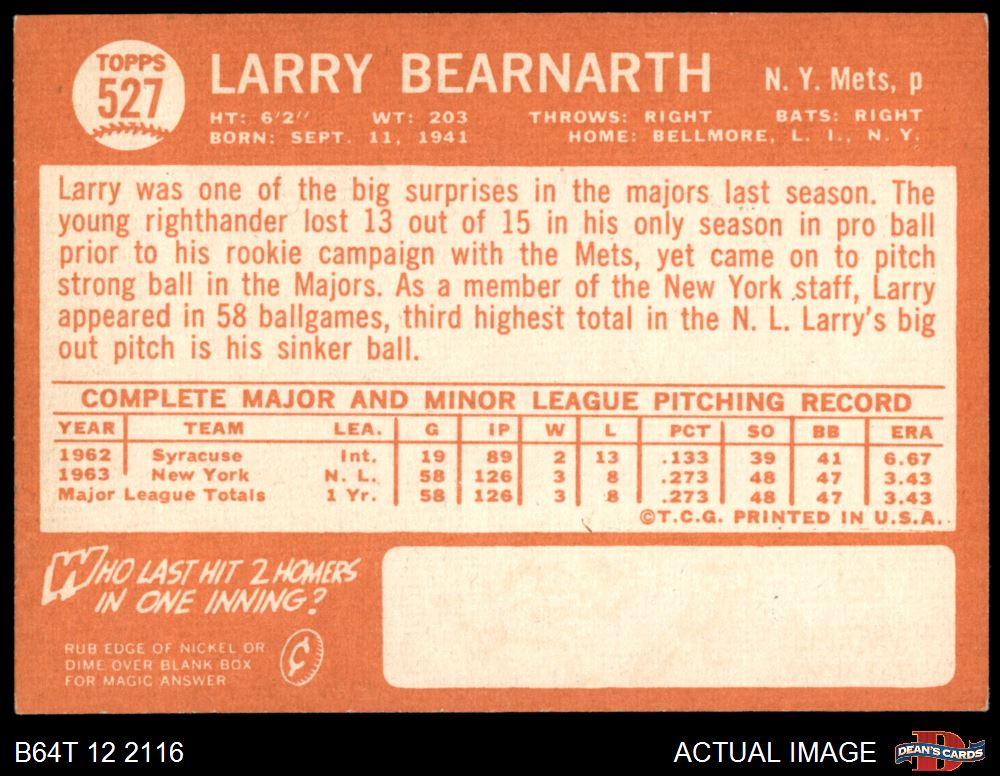 TOPPS
527
LARRY BEARNARTH
N. Y. Mets, p
HT: 6'2" WT: 203 THROWS: RIGHT BATS: RIGHT
BORN: SEPT. 11, 1941 HOME: BELLMORE, L. I., N. Y.
Larry was one of the big surprises in the majors last season. The
young righthander lost 13 out of 15 in his only season in pro ball
prior to his rookie campaign with the Mets, yet came on to pitch
strong ball in the Majors. As a member of the New York staff, Larry
appeared in 58 ballgames, third highest total in the N. L. Larry's big
out pitch is his sinker ball.
COMPLETE MAJOR AND MINOR LEAGUE PITCHING RECORD
YEAR TEAM LEA. G IP W L PCT SO BB ERA
1962 Syracuse Int. 19 89 2 13 .133 39 41 6.67
1963 New York N. L. 58 126 3 8 .273 48 47 3.43
Major League Totals 1 Yr. 58 126 3 8 .273 48 47 3.43
©T.C.G. PRINTED IN U.S.A.
WHO LAST HIT 2 HOMERS
IN ONE INNING?
RUB EDGE OF NICKEL OR
DIME OVER BLANK BOX
FOR MAGIC ANSWER
¢
B64T 12 2116
ACTUAL IMAGE
D
DEAN'S CARDS